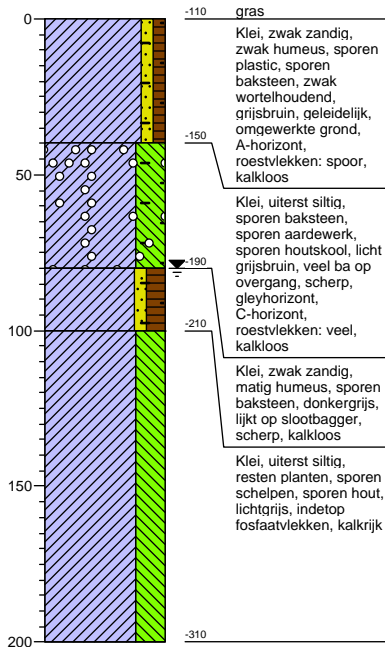 0
50
100
150
200
-110
-150
-190
-210
-310
gras
Klei, zwak zandig,
zwak humeus, sporen
plastic, sporen
baksteen, zwak
wortelhoudend,
grijsbruin, geleidelijk,
omgewerkte grond,
A-horizont,
roestvlekken: spoor,
kalkloos
Klei, uiterst siltig,
sporen baksteen,
sporen aardewerk,
sporen houtskool, licht
grijsbruin, veel ba op
overgang, scherp,
gleyhorizont,
C-horizont,
roestvlekken: veel,
kalkloos
Klei, zwak zandig,
matig humeus, sporen
baksteen, donkergrijs,
lijkt op slootbagger,
scherp, kalkloos
Klei, uiterst siltig,
resten planten, sporen
schelpen, sporen hout,
lichtgrijs, indetop
fosfaatvlekken, kalkrijk